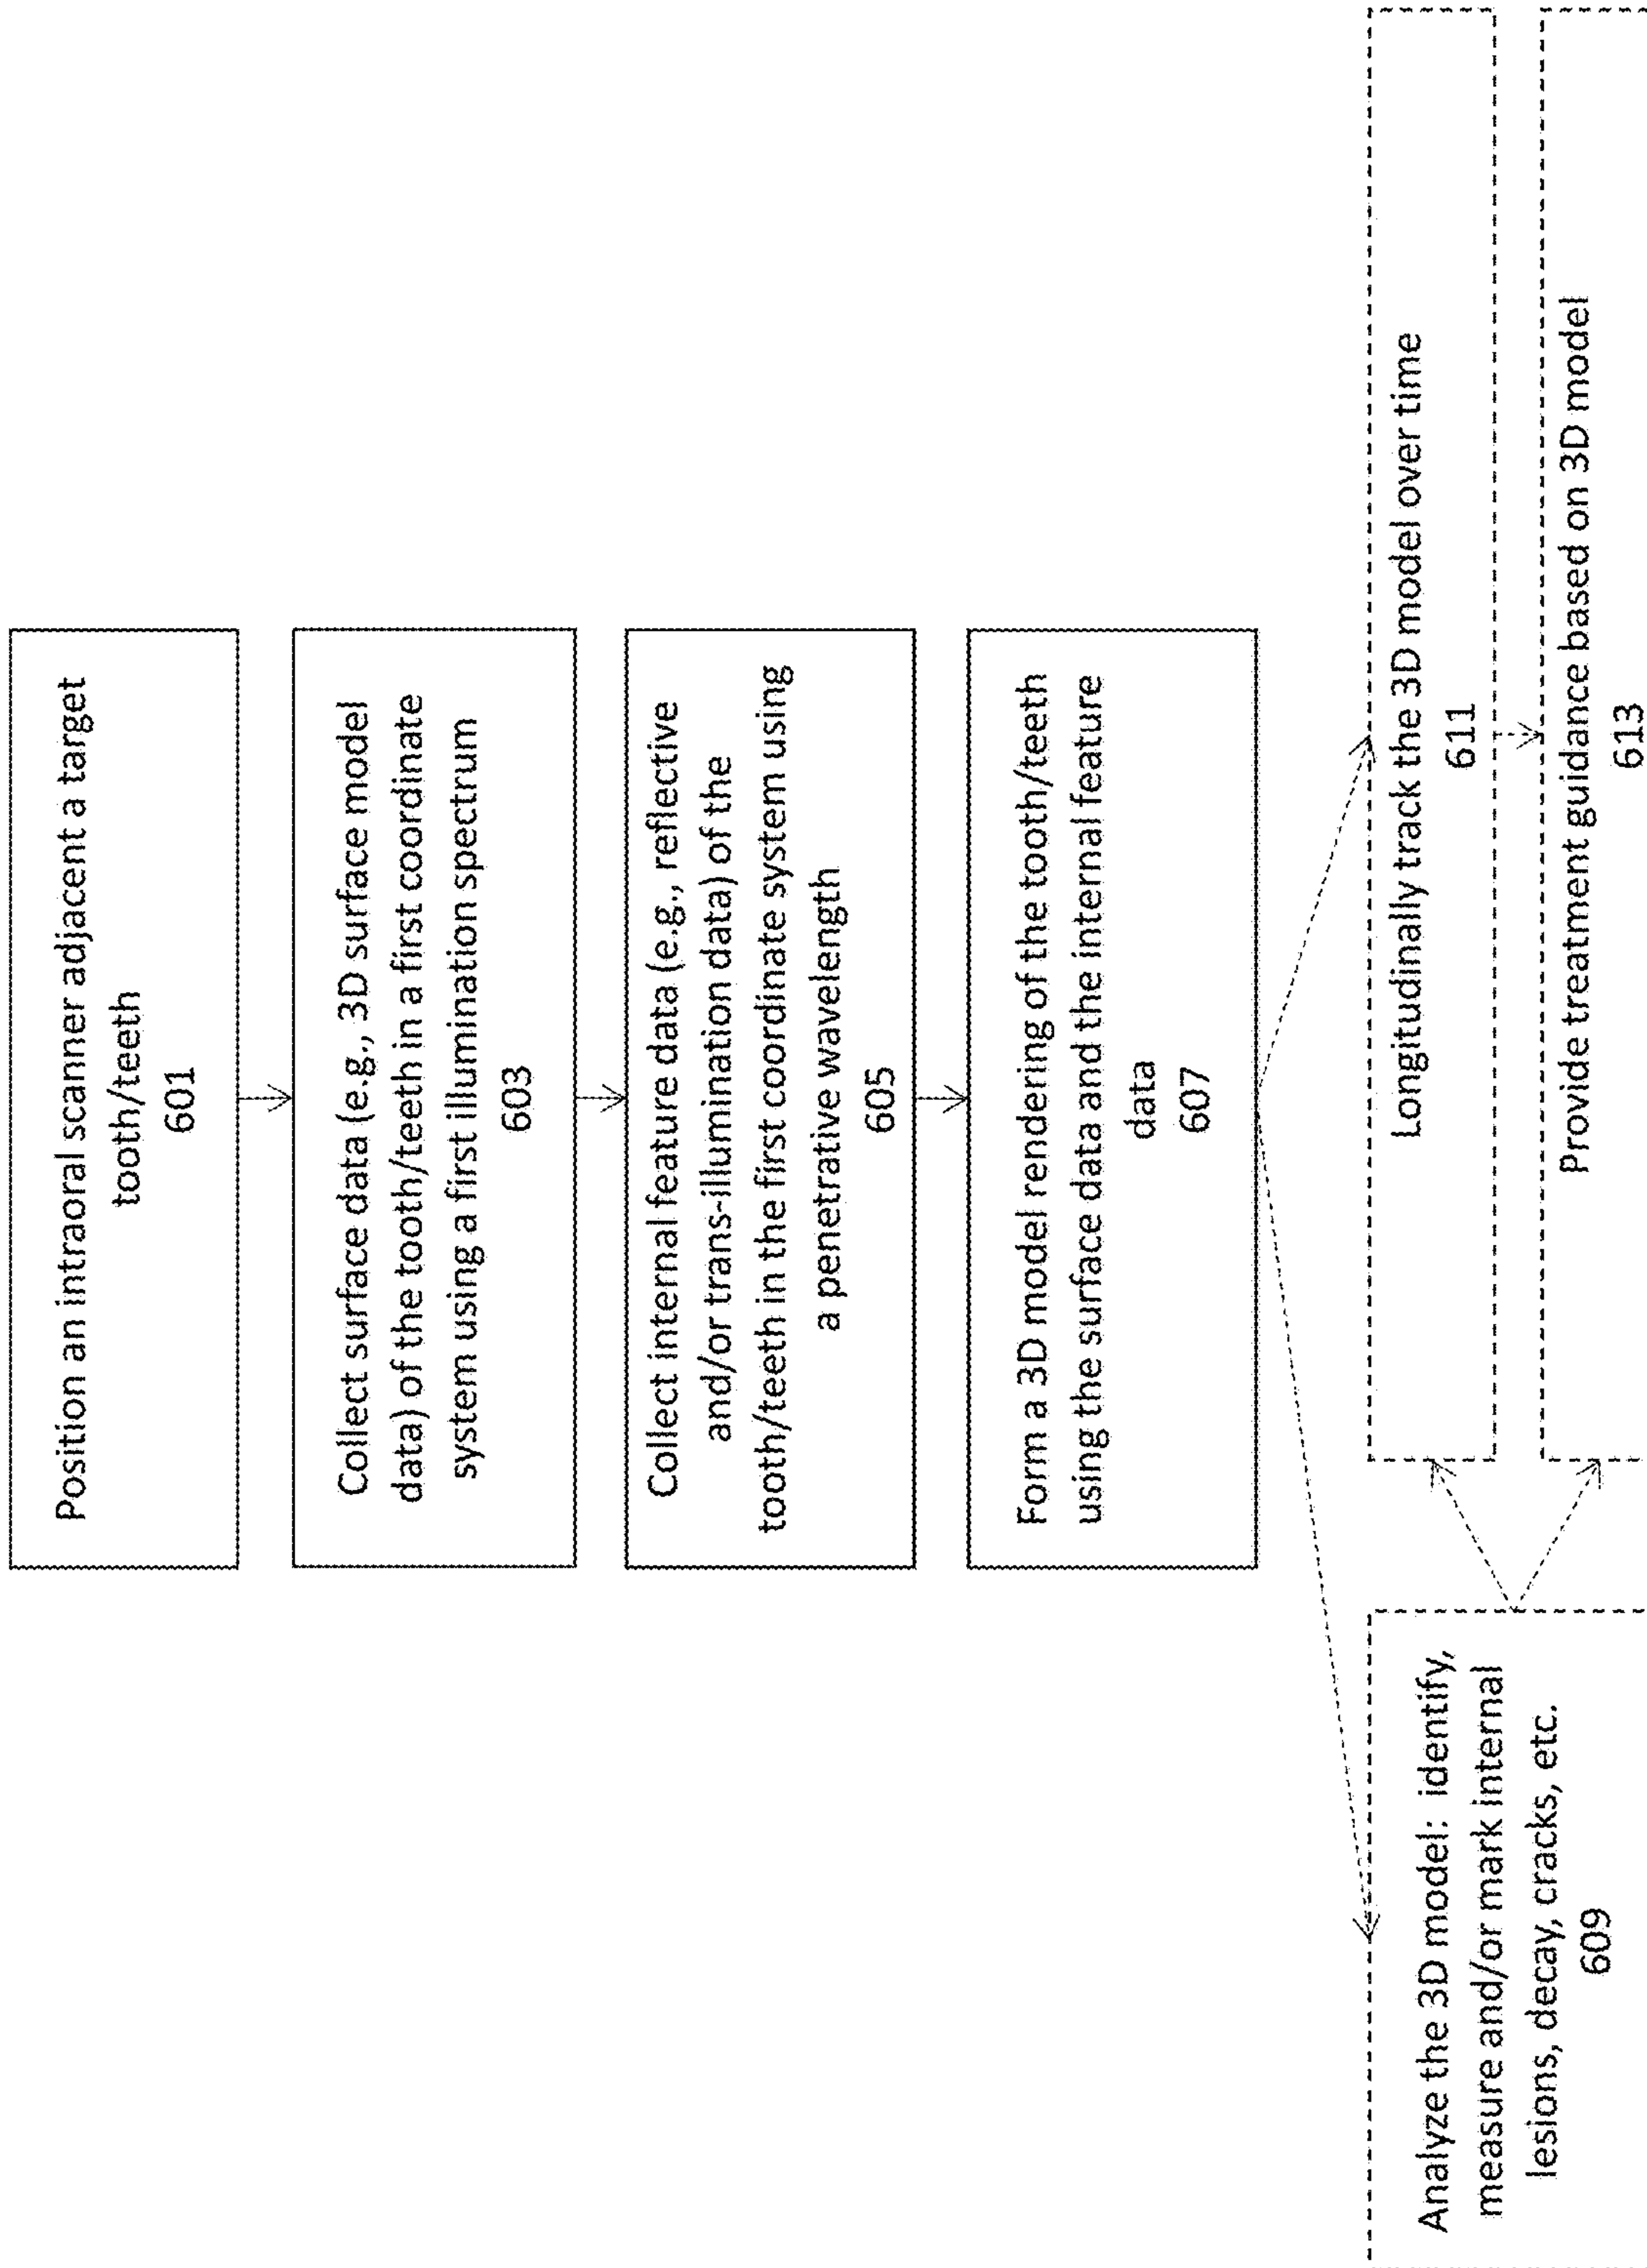 Position an intraoral scanner adjacent a target
tooth/teeth
601
Collect surface data (e.g., 3D surface model
data) of the tooth/teeth in a first coordinate
system using a first illumination spectrum
603
Collect internal feature data (e.g., reflective
and/or trans-illumination data) of the
tooth/teeth in the first coordinate system using
a penetrative wavelength
605
Form a 3D model rendering of the tooth/teeth
using the surface data and the internal feature
data
607
Analyze the 3D model: identify,
measure and/or mark internal
lesions, decay, cracks, etc.
609
Longitudinally track the 3D model over time
611
Provide treatment guidance based on 3D model
613